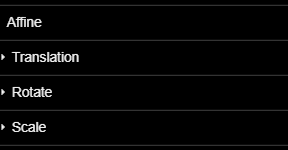 Affine
Translation
Rotate
Scale